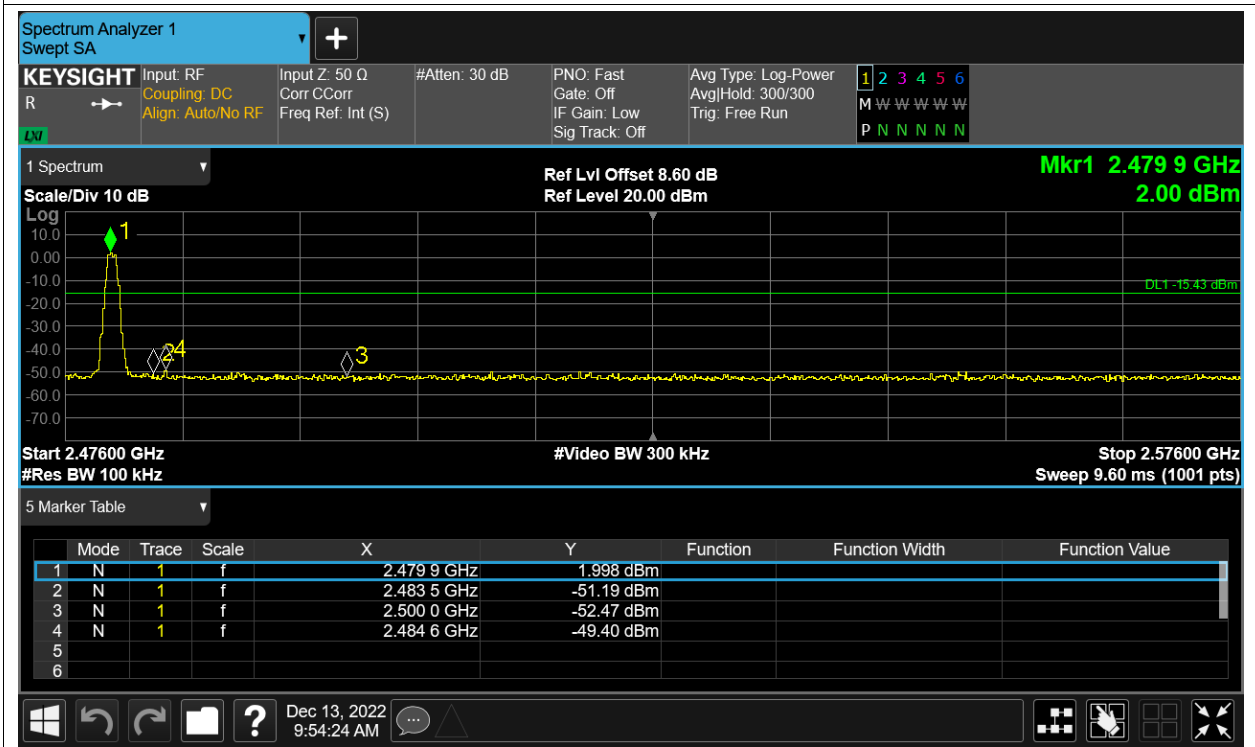 Spectrum Analyzer 1
Swept SA
+
KEYSIGHT Input: RF Input Z: 50 Ω #Atten: 30 dB PNO: Fast Avg Type: Log-Power 1 2 3 4 5 6
R Coupling: DC Corr CCorr Gate: Off Avg|Hold: 300/300 M W W W W W
Align: Auto/No RF Freq Ref: Int (S) IF Gain: Low Trig: Free Run
LXI Sig Track: Off P N N N N N
1 Spectrum Ref Lvl Offset 8.60 dB Mkr1 2.479 9 GHz
Scale/Div 10 dB Ref Level 20.00 dBm 2.00 dBm
Log
10.0 1
0.00
-10.0 DL1 -15.43 dBm
-20.0
-30.0
-40.0 2 4 3
-50.0
-60.0
-70.0
Start 2.47600 GHz #Video BW 300 kHz Stop 2.57600 GHz
#Res BW 100 kHz Sweep 9.60 ms (1001 pts)
5 Marker Table
Mode Trace Scale X Y Function Function Width Function Value
1 N 1 f 2.479 9 GHz 1.998 dBm
2 N 1 f 2.483 5 GHz -51.19 dBm
3 N 1 f 2.500 0 GHz -52.47 dBm
4 N 1 f 2.484 6 GHz -49.40 dBm
5
6
? Dec 13, 2022
9:54:24 AM